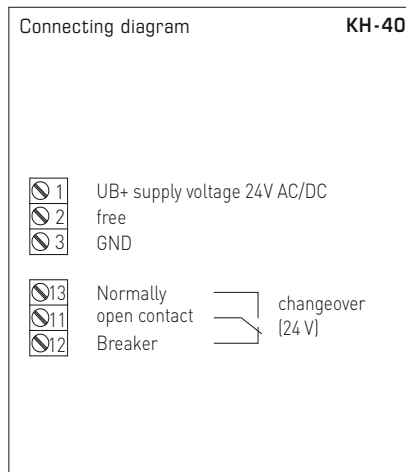 Connecting diagram KH-40
1 UB+ supply voltage 24V AC/DC
2 free
3 GND
13 Normally
11 open contact
12 Breaker
changeover
(24 V)